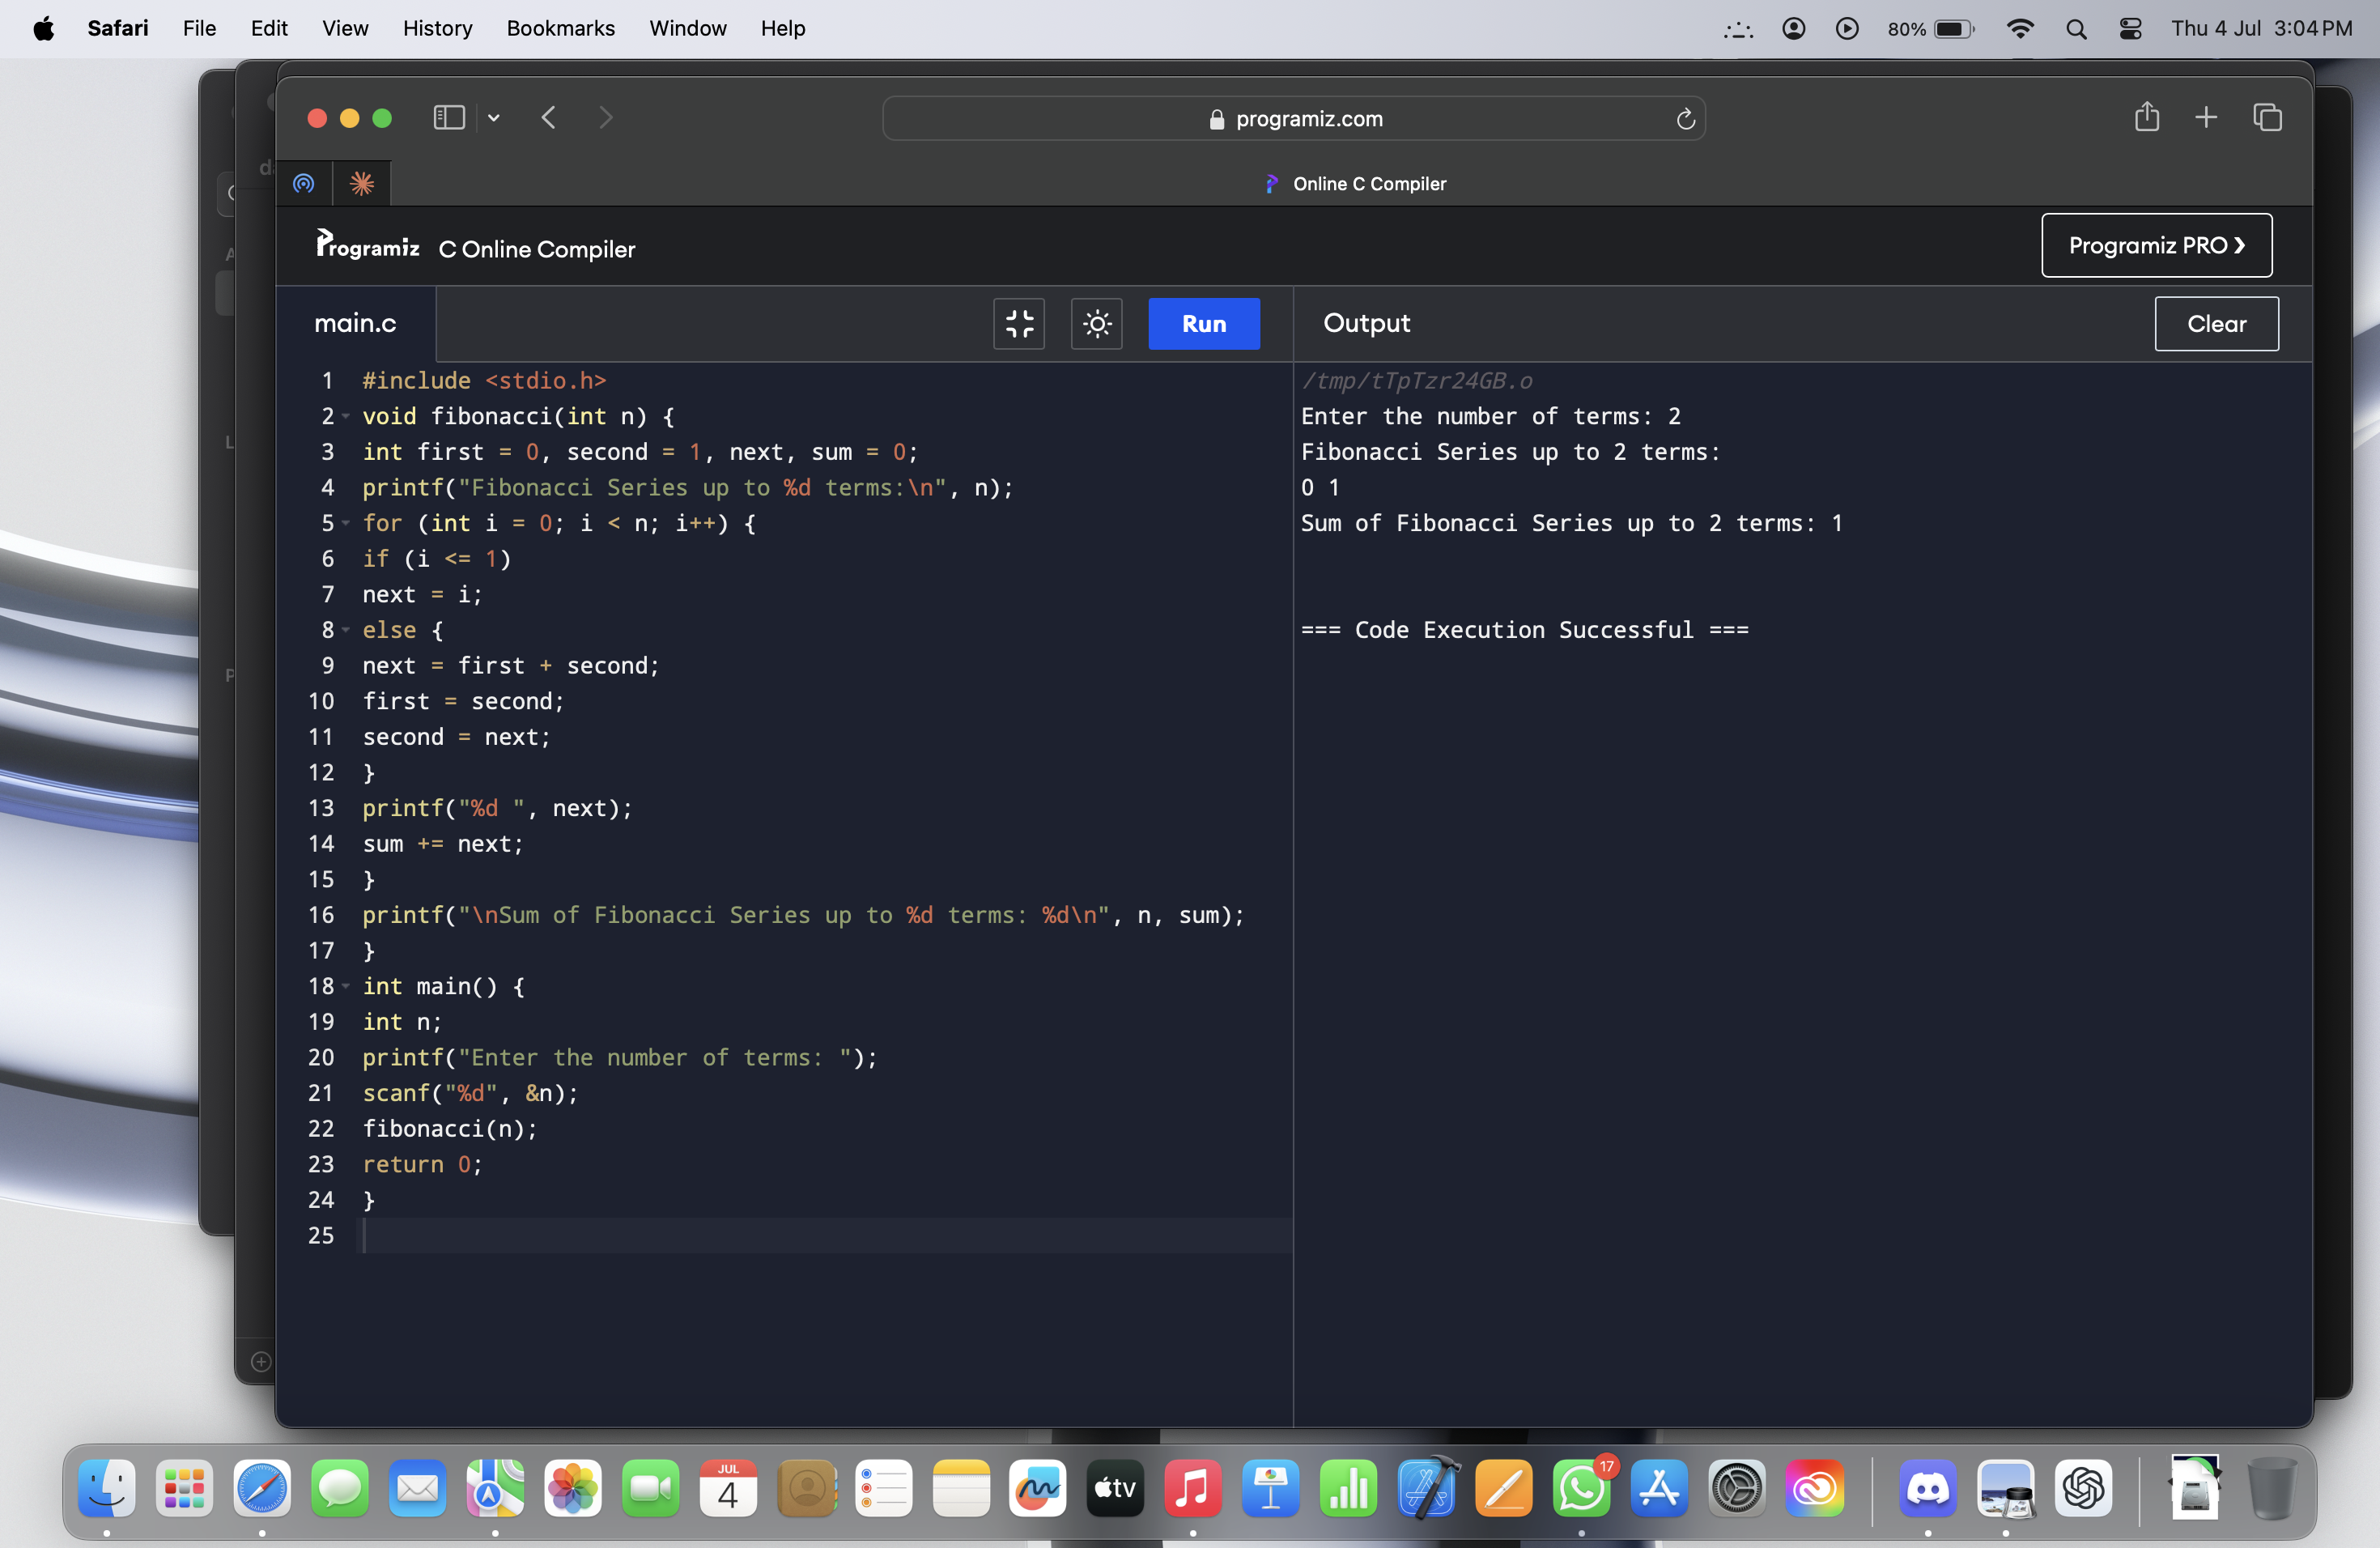 Safari File Edit View History Bookmarks Window Help 80% Thu 4 Jul 3:04 PM
programiz.com
Online C Compiler
Programiz C Online Compiler Programiz PRO ❯
main.c Run Output Clear
1 #include <stdio.h>
2 void fibonacci(int n) {
3 int first = 0, second = 1, next, sum = 0;
4 printf("Fibonacci Series up to %d terms:\n", n);
5 for (int i = 0; i < n; i++) {
6 if (i <= 1)
7 next = i;
8 else {
9 next = first + second;
10 first = second;
11 second = next;
12 }
13 printf("%d ", next);
14 sum += next;
15 }
16 printf("\nSum of Fibonacci Series up to %d terms: %d\n", n, sum);
17 }
18 int main() {
19 int n;
20 printf("Enter the number of terms: ");
21 scanf("%d", &n);
22 fibonacci(n);
23 return 0;
24 }
25
/tmp/tTpTzr24GB.o
Enter the number of terms: 2
Fibonacci Series up to 2 terms:
0 1
Sum of Fibonacci Series up to 2 terms: 1
=== Code Execution Successful ===
JUL
4
tv
17